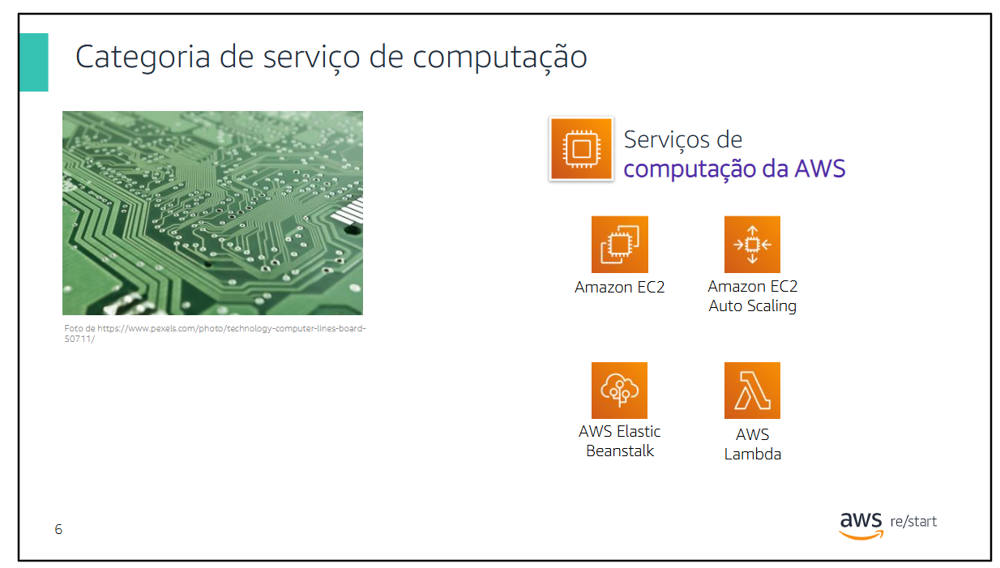 Categoria de serviço de computação
Foto de https://www.pexels.com/photo/technology-computer-lines-board-
50711/
Serviços de
computação da AWS
Amazon EC2
Amazon EC2
Auto Scaling
AWS Elastic
Beanstalk
AWS
Lambda
6
aws re/start